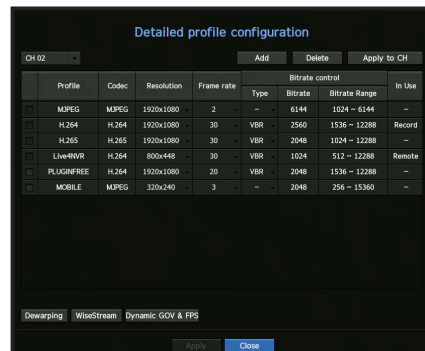 Detailed profile configuration
CH 02 Add Delete Apply to CH
Profile Codec Resolution Frame rate Bitrate control In Use
Type Bitrate Bitrate Range
MJPEG MJPEG 1920x1080 2 – 6144 1024 ~ 6144 –
H.264 H.264 1920x1080 30 VBR 2560 1536 ~ 12288 Record
H.265 H.265 1920x1080 30 VBR 2048 1024 ~ 12288 –
Live4NVR H.264 800x448 30 VBR 1024 512 ~ 12288 Remote
PLUGINFREE H.264 1920x1080 20 VBR 2048 1536 ~ 12288 –
MOBILE MJPEG 320x240 3 – 2048 256 ~ 15360 –
Dewarping WiseStream Dynamic GOV & FPS
Apply Close